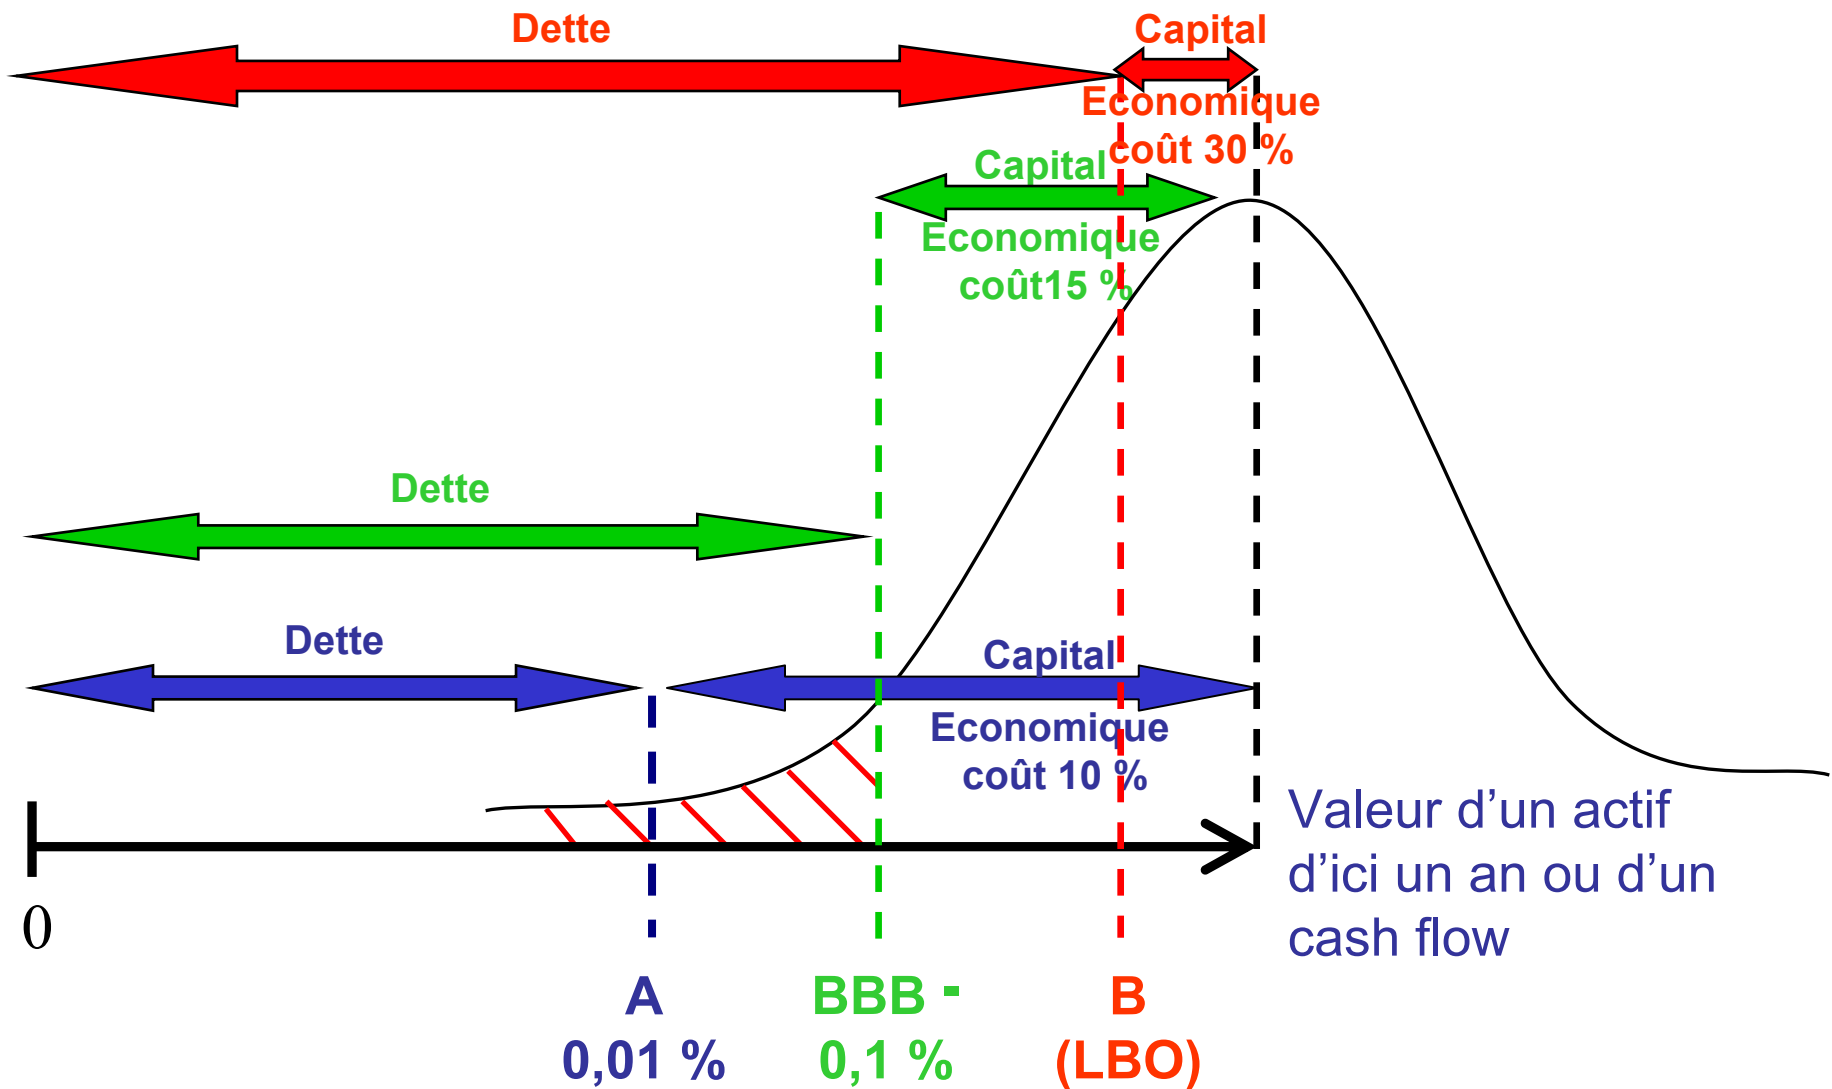 Dette
Capital
Economique
coût 30 %
Capital
Economique
coût15 %
Dette
Dette
Capital
Economique
coût 10 %
Valeur d’un actif
d’ici un an ou d’un
cash flow
0
A
0,01 %
BBB -
0,1 %
B
(LBO)